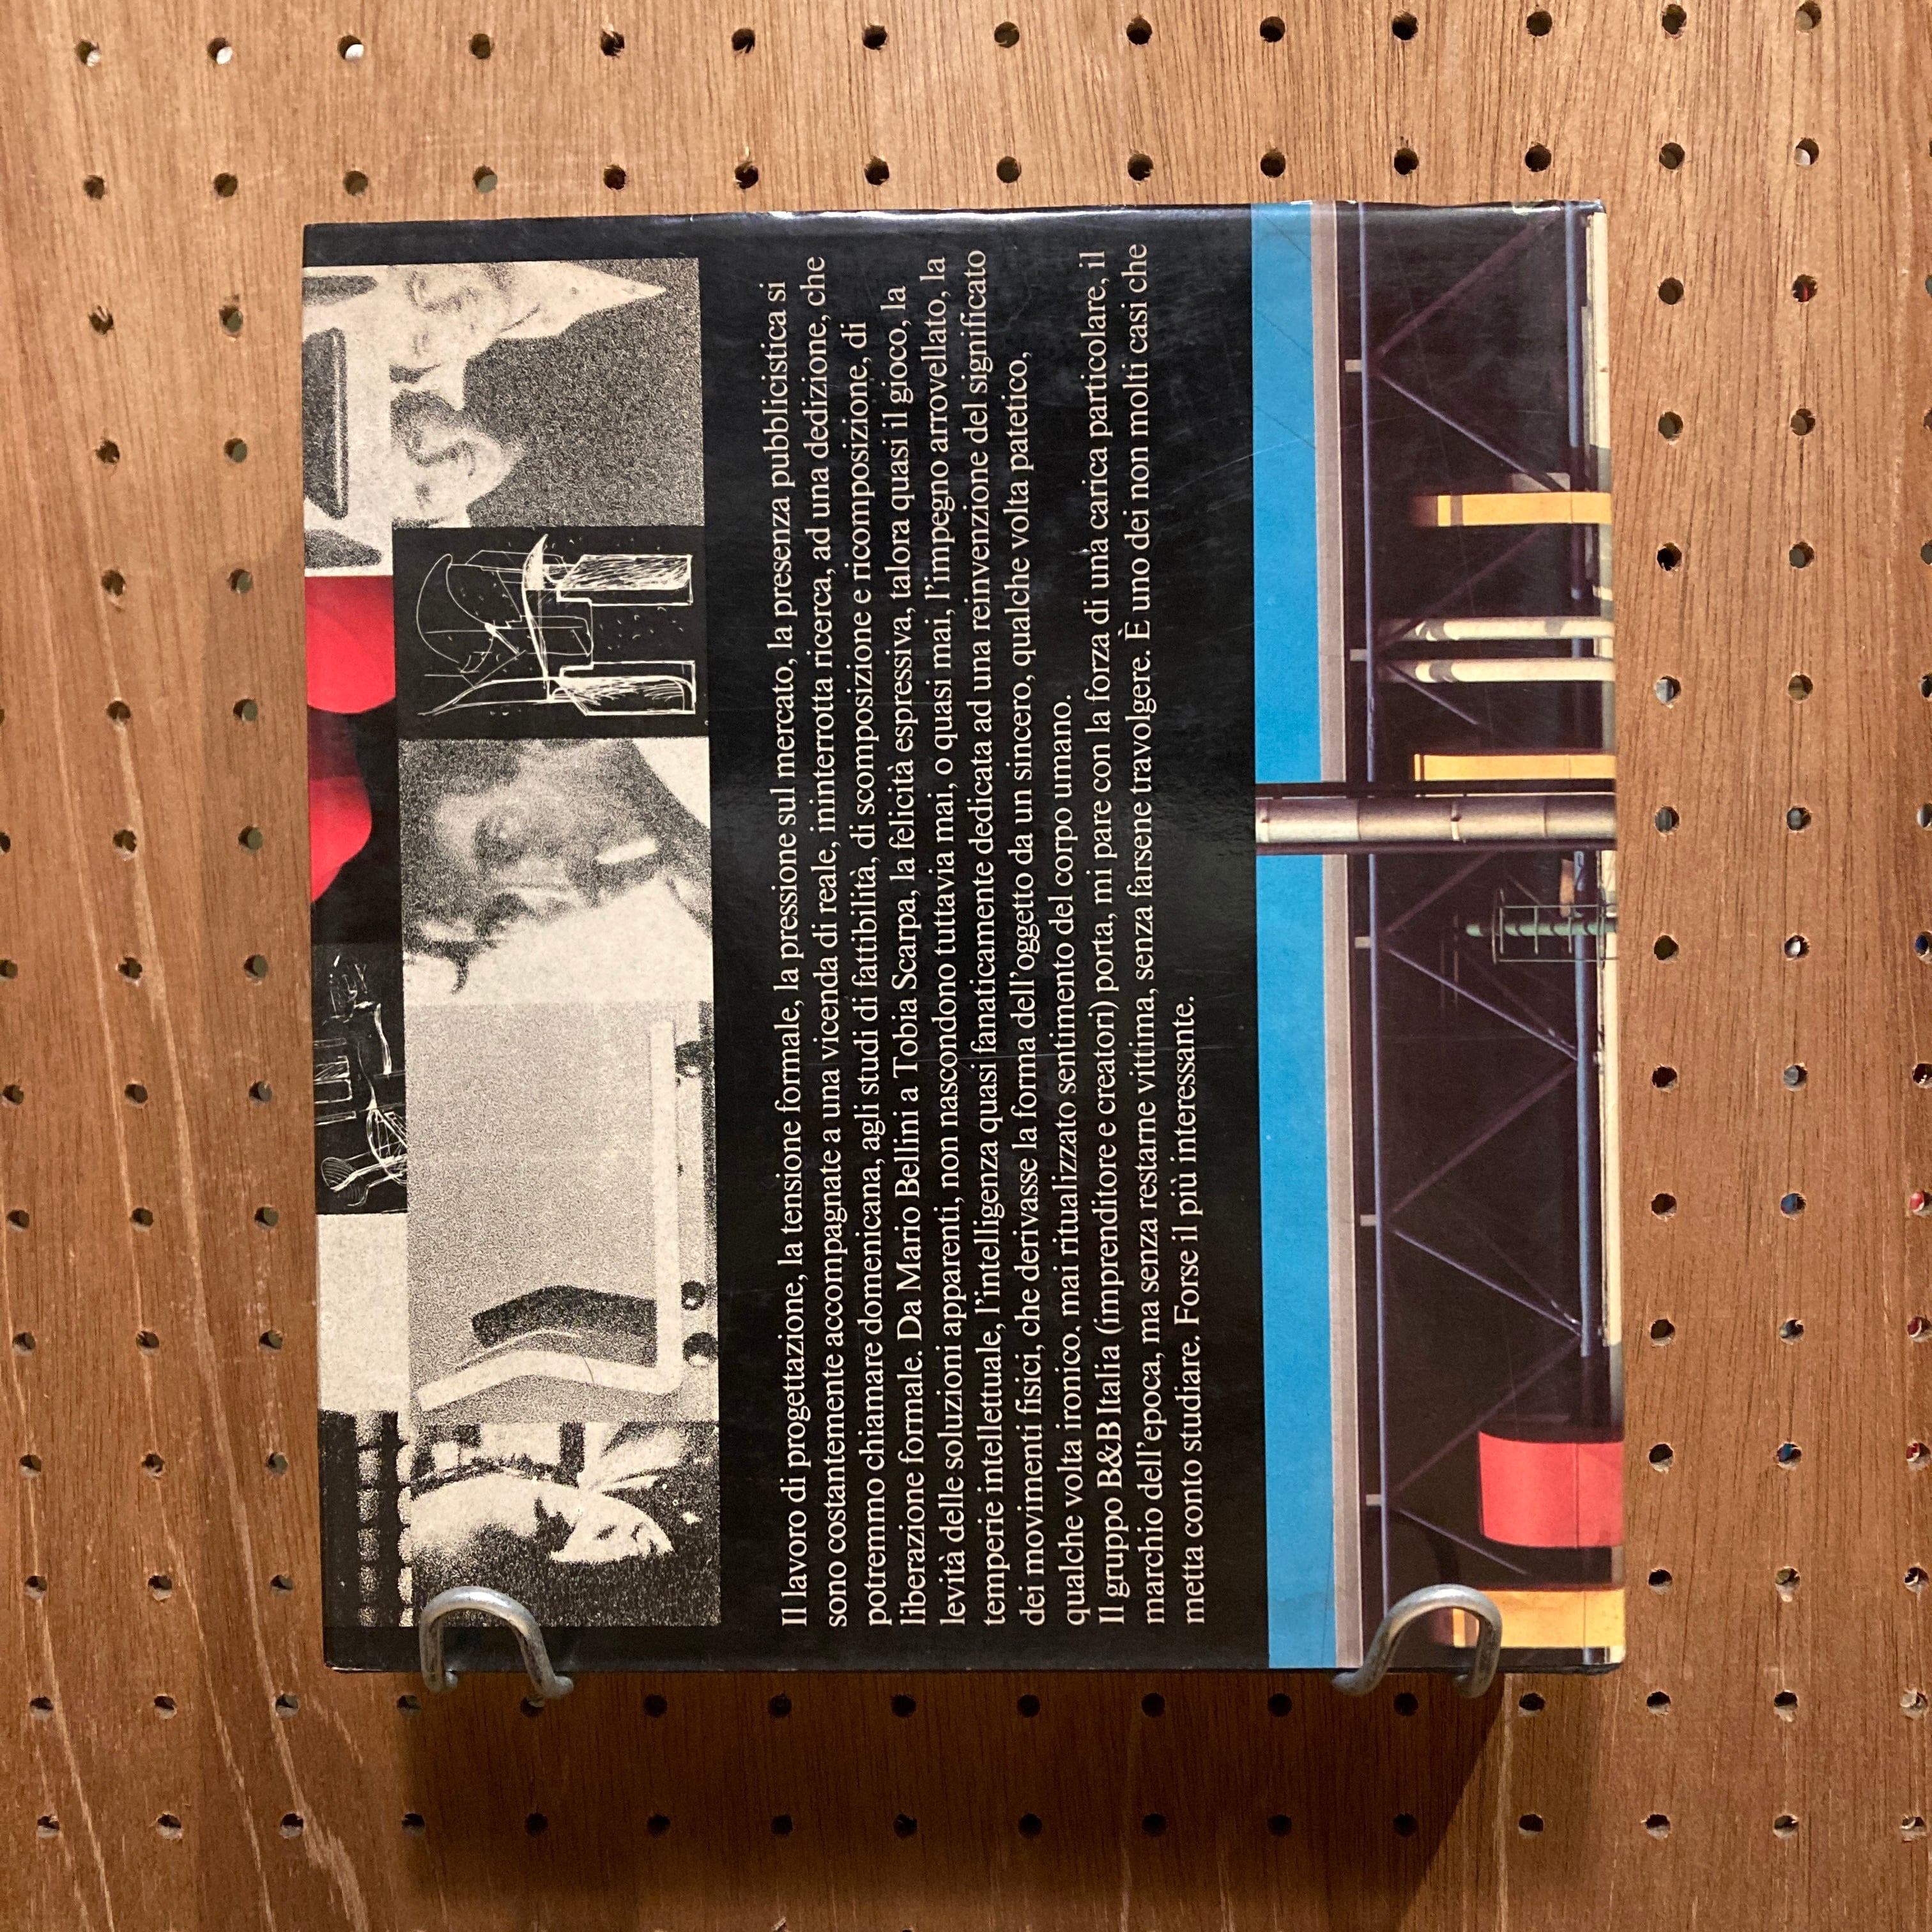 Il lavoro di progettazione, la tensione formale, la pressione sul mercato, la presenza pubblicistica si
sono costantemente accompagnate a una vicenda di reale, ininterrotta ricerca, ad una dedizione, che
potremmo chiamare domenicana, agli studi di fattibilità, di scomposizione e ricomposizione, di
liberazione formale. Da Mario Bellini a Tobia Scarpa, la felicità espressiva, talora quasi il gioco, la
levità delle soluzioni apparenti, non nascondono tuttavia mai, o quasi mai, l'impegno arrovellato, la
temperie intellettuale, l'intelligenza quasi fanaticamente dedicata ad una reinvenzione del significato
dei movimenti fisici, che derivasse la forma dell'oggetto da un sincero, qualche volta patetico,
qualche volta ironico, mai ritualizzato sentimento del corpo umano.
Il gruppo B&B Italia (imprenditore e creatori) porta, mi pare con la forza di una carica particolare, il
marchio dell'epoca, ma senza restarne vittima, senza farsene travolgere. È uno dei non molti casi che
metta conto studiare. Forse il più interessante.